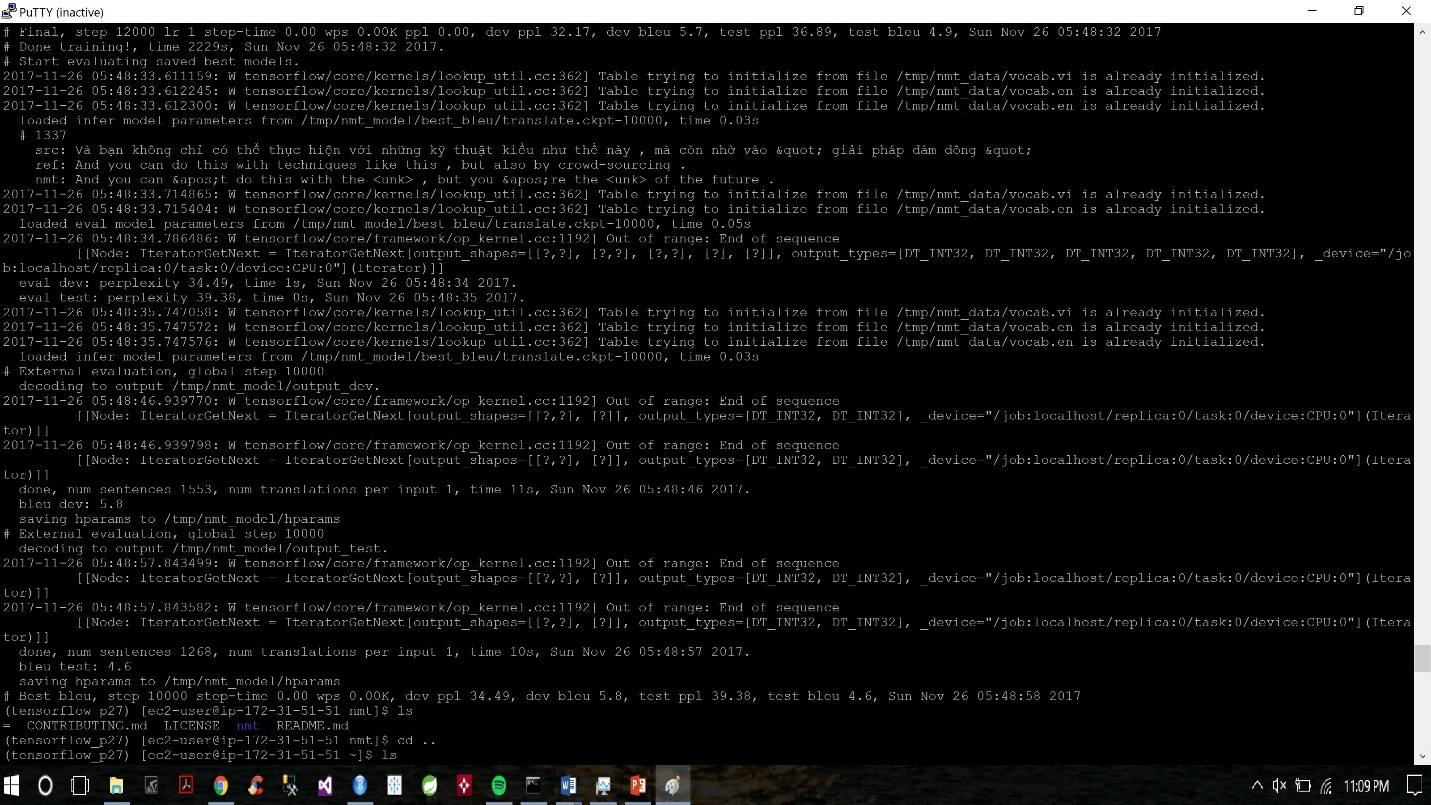 PuTTY (inactive)
# Final, step 12000 lr 1 step-time 0.00 wps 0.00K ppl 0.00, dev ppl 32.17, dev bleu 5.7, test ppl 36.89, test bleu 4.9, Sun Nov 26 05:48:32 2017
# Done training!, time 2229s, Sun Nov 26 05:48:32 2017.
# Start evaluating saved best models.
2017-11-26 05:48:33.611159: W tensorflow/core/kernels/lookup_util.cc:362] Table trying to initialize from file /tmp/nmt_data/vocab.vi is already initialized.
2017-11-26 05:48:33.612245: W tensorflow/core/kernels/lookup_util.cc:362] Table trying to initialize from file /tmp/nmt_data/vocab.en is already initialized.
2017-11-26 05:48:33.612300: W tensorflow/core/kernels/lookup_util.cc:362] Table trying to initialize from file /tmp/nmt_data/vocab.en is already initialized.
loaded infer model parameters from /tmp/nmt_model/best_bleu/translate.ckpt-10000, time 0.03s
# 1337
src: Và bạn không chỉ có thể thực hiện với những kỹ thuật kiểu như thế này , mà còn nhờ vào &quot; giải pháp đám đông &quot;
ref: And you can do this with techniques like this , but also by crowd-sourcing .
nmt: And you can &apos;t do this with the <unk> , but you &apos;re the <unk> of the future .
2017-11-26 05:48:33.714865: W tensorflow/core/kernels/lookup_util.cc:362] Table trying to initialize from file /tmp/nmt_data/vocab.vi is already initialized.
2017-11-26 05:48:33.715404: W tensorflow/core/kernels/lookup_util.cc:362] Table trying to initialize from file /tmp/nmt_data/vocab.en is already initialized.
loaded eval model parameters from /tmp/nmt_model/best_bleu/translate.ckpt-10000, time 0.05s
2017-11-26 05:48:34.786486: W tensorflow/core/framework/op_kernel.cc:1192] Out of range: End of sequence
[[Node: IteratorGetNext = IteratorGetNext[output_shapes=[[?,?], [?,?], [?,?], [?], [?]], output_types=[DT_INT32, DT_INT32, DT_INT32, DT_INT32, DT_INT32], _device="/jo
b:localhost/replica:0/task:0/device:CPU:0"](Iterator)]]
eval dev: perplexity 34.49, time 1s, Sun Nov 26 05:48:34 2017.
eval test: perplexity 39.38, time 0s, Sun Nov 26 05:48:35 2017.
2017-11-26 05:48:35.747058: W tensorflow/core/kernels/lookup_util.cc:362] Table trying to initialize from file /tmp/nmt_data/vocab.vi is already initialized.
2017-11-26 05:48:35.747572: W tensorflow/core/kernels/lookup_util.cc:362] Table trying to initialize from file /tmp/nmt_data/vocab.en is already initialized.
2017-11-26 05:48:35.747576: W tensorflow/core/kernels/lookup_util.cc:362] Table trying to initialize from file /tmp/nmt_data/vocab.en is already initialized.
loaded infer model parameters from /tmp/nmt_model/best_bleu/translate.ckpt-10000, time 0.03s
# External evaluation, global step 10000
decoding to output /tmp/nmt_model/output_dev.
2017-11-26 05:48:46.939770: W tensorflow/core/framework/op_kernel.cc:1192] Out of range: End of sequence
[[Node: IteratorGetNext = IteratorGetNext[output_shapes=[[?,?], [?]], output_types=[DT_INT32, DT_INT32], _device="/job:localhost/replica:0/task:0/device:CPU:0"](Itera
tor)]]
2017-11-26 05:48:46.939798: W tensorflow/core/framework/op_kernel.cc:1192] Out of range: End of sequence
[[Node: IteratorGetNext = IteratorGetNext[output_shapes=[[?,?], [?]], output_types=[DT_INT32, DT_INT32], _device="/job:localhost/replica:0/task:0/device:CPU:0"](Itera
tor)]]
done, num sentences 1553, num translations per input 1, time 11s, Sun Nov 26 05:48:46 2017.
bleu dev: 5.8
saving hparams to /tmp/nmt_model/hparams
# External evaluation, global step 10000
decoding to output /tmp/nmt_model/output_test.
2017-11-26 05:48:57.843499: W tensorflow/core/framework/op_kernel.cc:1192] Out of range: End of sequence
[[Node: IteratorGetNext = IteratorGetNext[output_shapes=[[?,?], [?]], output_types=[DT_INT32, DT_INT32], _device="/job:localhost/replica:0/task:0/device:CPU:0"](Itera
tor)]]
2017-11-26 05:48:57.843582: W tensorflow/core/framework/op_kernel.cc:1192] Out of range: End of sequence
[[Node: IteratorGetNext = IteratorGetNext[output_shapes=[[?,?], [?]], output_types=[DT_INT32, DT_INT32], _device="/job:localhost/replica:0/task:0/device:CPU:0"](Itera
tor)]]
done, num sentences 1268, num translations per input 1, time 10s, Sun Nov 26 05:48:57 2017.
bleu test: 4.6
saving hparams to /tmp/nmt_model/hparams
# Best bleu, step 10000 step-time 0.00 wps 0.00K, dev ppl 34.49, dev bleu 5.8, test ppl 39.38, test bleu 4.6, Sun Nov 26 05:48:58 2017
(tensorflow_p27) [ec2-user@ip-172-31-51-51 nmt]$ ls
= CONTRIBUTING.md LICENSE nmt README.md
(tensorflow_p27) [ec2-user@ip-172-31-51-51 nmt]$ cd ..
(tensorflow_p27) [ec2-user@ip-172-31-51-51 ~]$ ls
11:09 PM